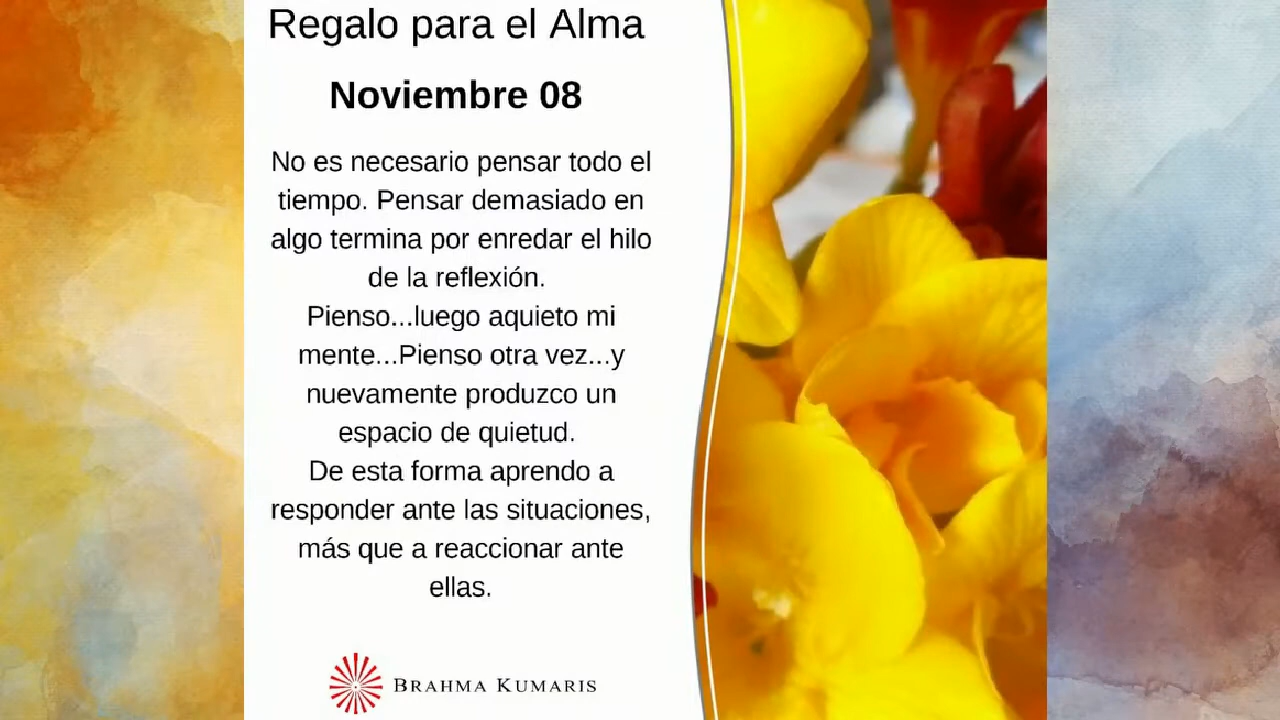 Regalo para el Alma
Noviembre 08
No es necesario pensar todo el
tiempo. Pensar demasiado en
algo termina por enredar el hilo
de la reflexión.
Pienso...luego aquieto mi
mente...Pienso otra vez...y
nuevamente produzco un
espacio de quietud.
De esta forma aprendo a
responder ante las situaciones,
más que a reaccionar ante
ellas.
BRAHMA KUMARIS